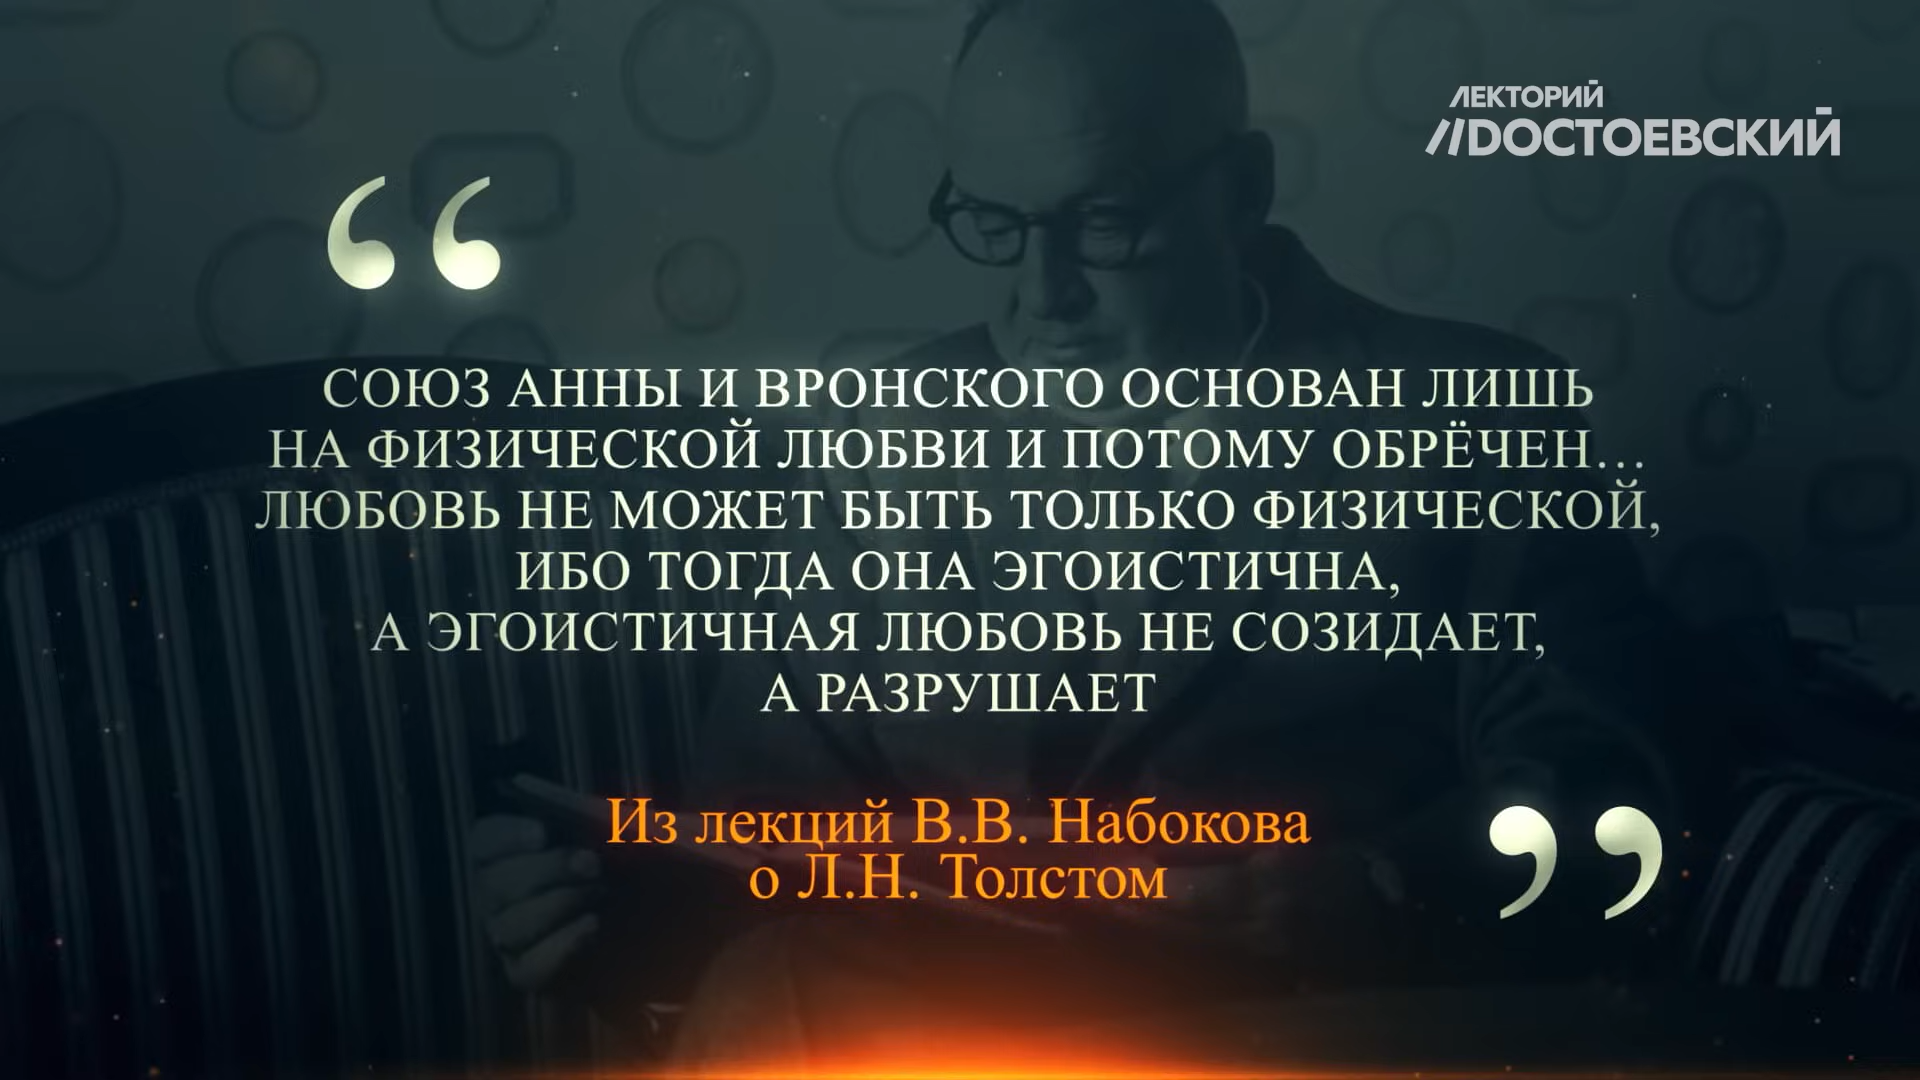 ЛЕКТОРИЙ
ДОСТОЕВСКИЙ
“
СОЮЗ АННЫ И ВРОНСКОГО ОСНОВАН ЛИШЬ
НА ФИЗИЧЕСКОЙ ЛЮБВИ И ПОТОМУ ОБРЁЧЕН…
ЛЮБОВЬ НЕ МОЖЕТ БЫТЬ ТОЛЬКО ФИЗИЧЕСКОЙ,
ИБО ТОГДА ОНА ЭГОИСТИЧНА,
А ЭГОИСТИЧНАЯ ЛЮБОВЬ НЕ СОЗИДАЕТ,
А РАЗРУШАЕТ
Из лекций В.В. Набокова
о Л.Н. Толстом
”